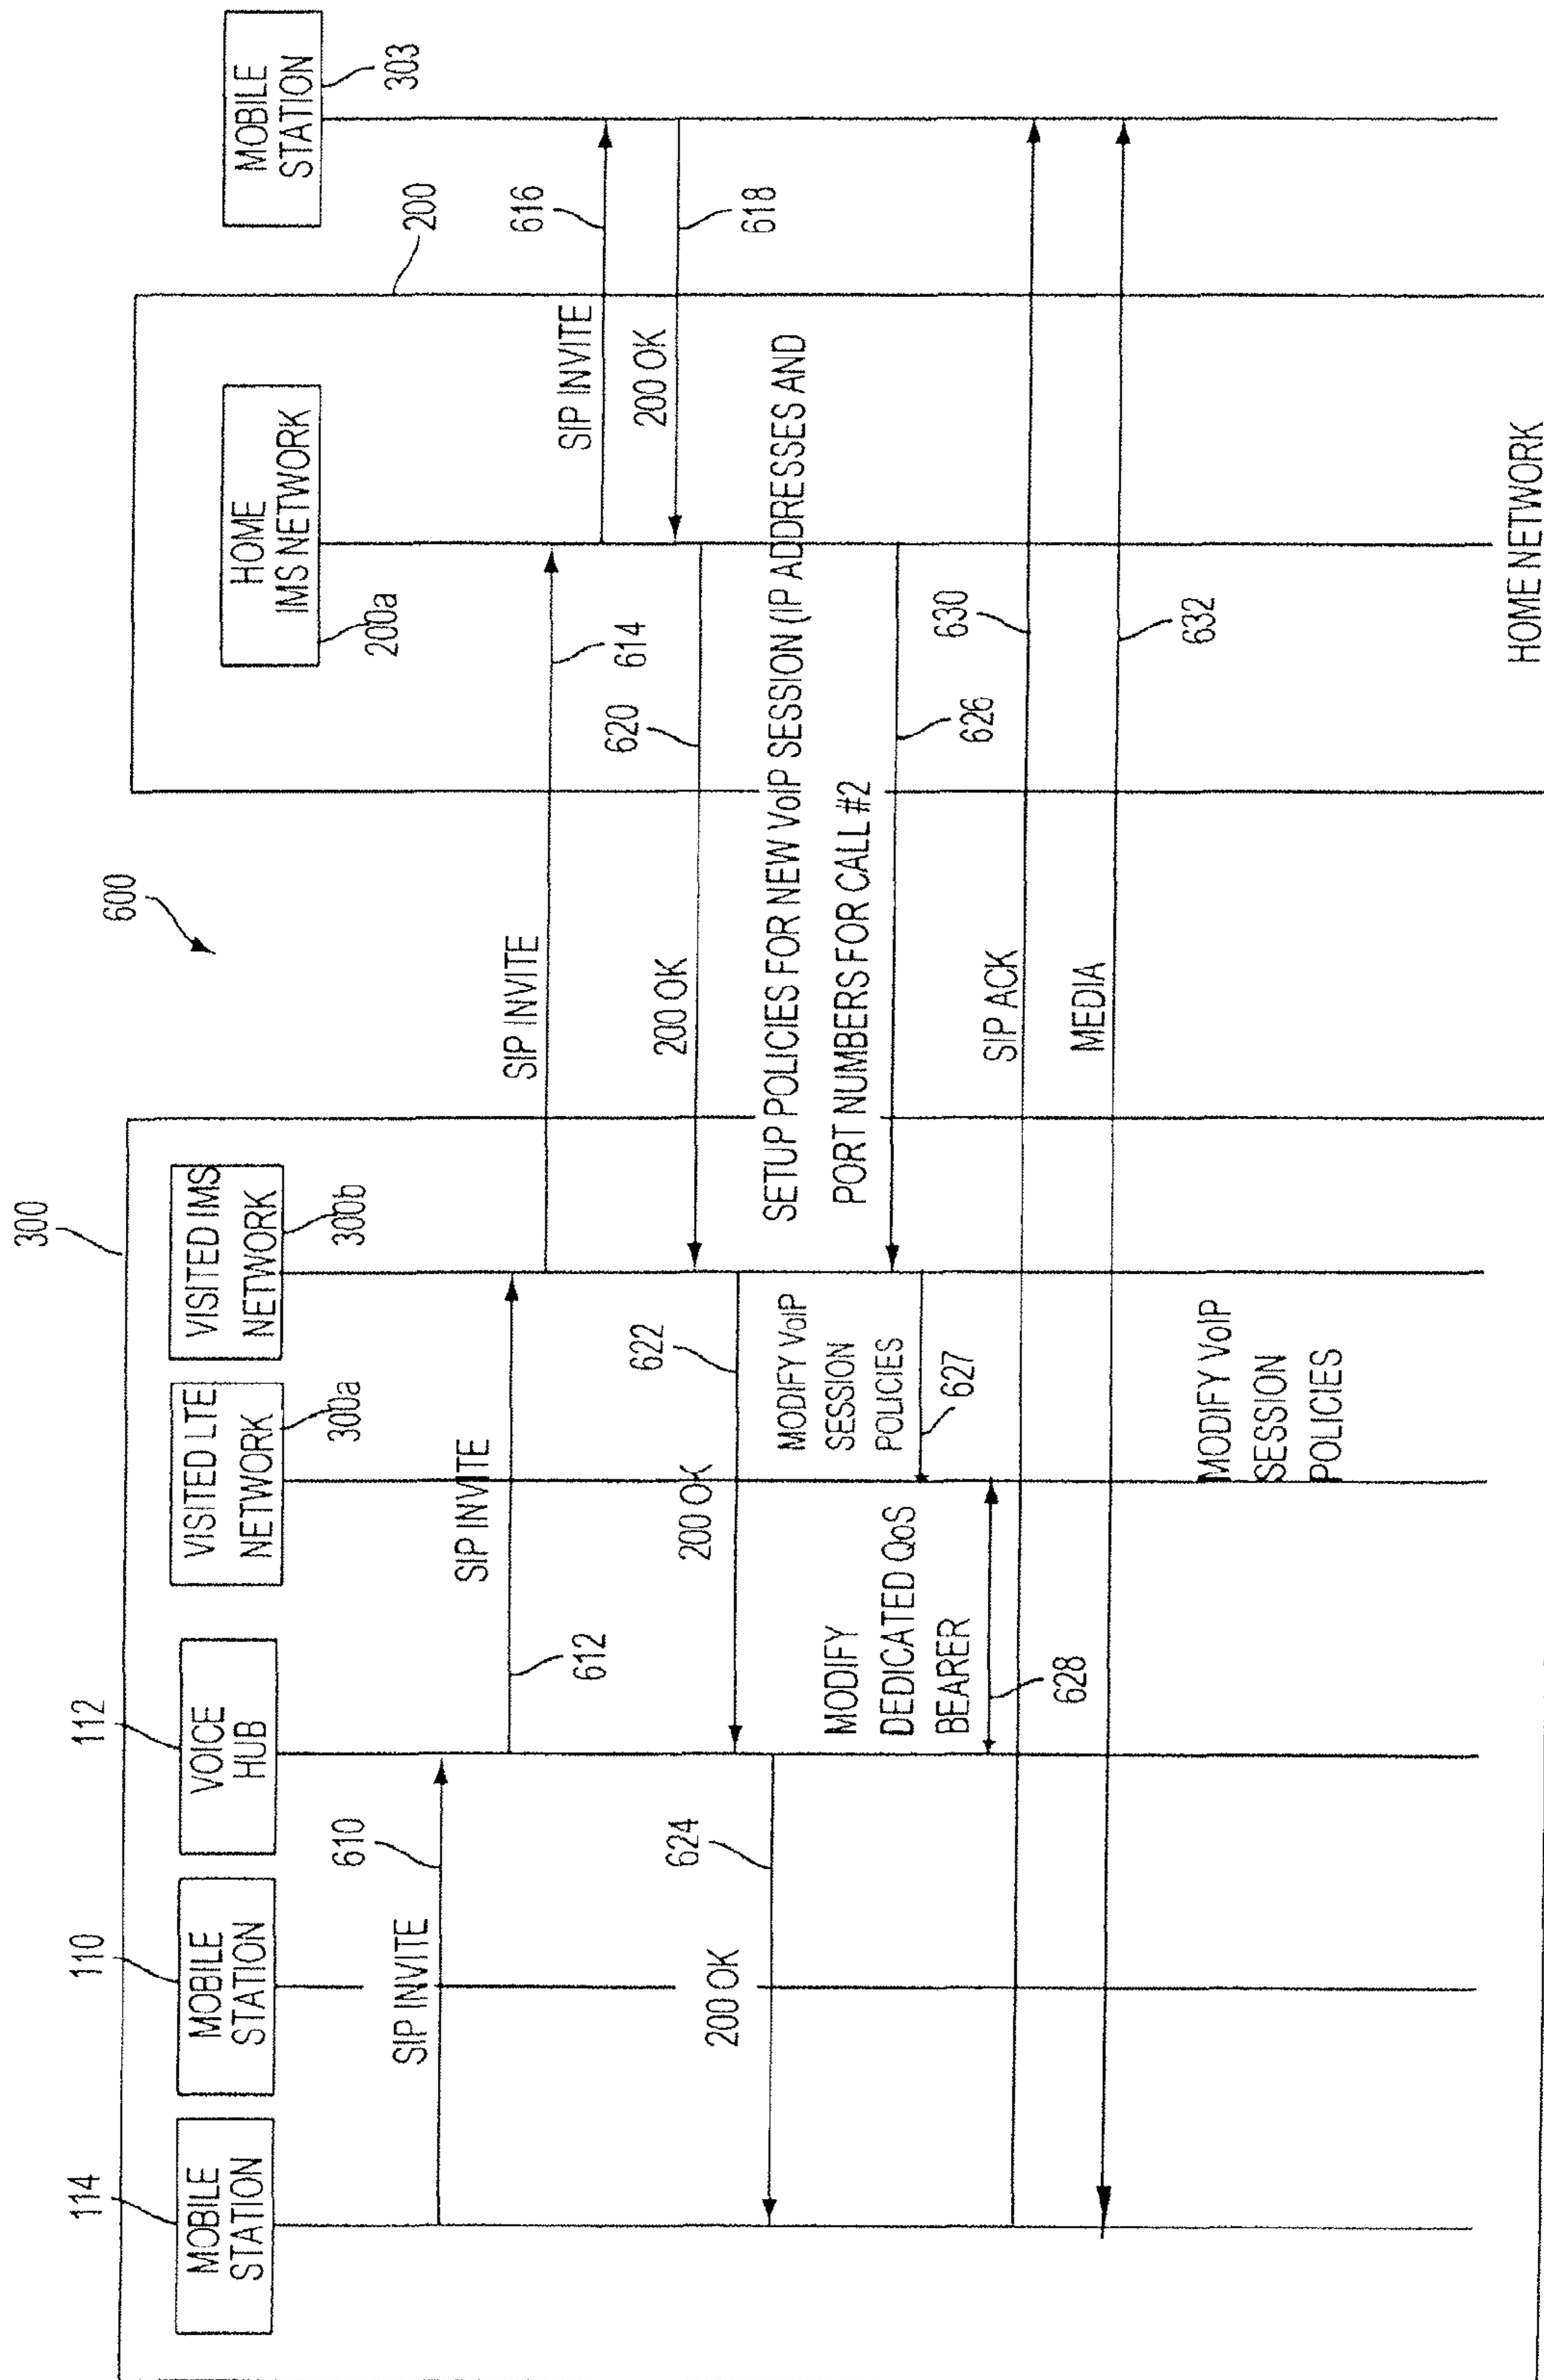 600
300
114
MOBILE
STATION
110
MOBILE
STATION
112
VOICE
HUB
VISITED LTE
NETWORK
300a
VISITED IMS
NETWORK
300b
HOME
IMS NETWORK
200a
200
MOBILE
STATION
303
SIP INVITE
610
SIP INVITE
612
SIP INVITE
614
SIP INVITE
616
200 OK
618
200 OK
620
200 OK
622
200 OK
624
SETUP POLICIES FOR NEW VoIP SESSION (IP ADDRESSES AND
PORT NUMBERS FOR CALL #2
626
MODIFY VoIP
SESSION
POLICIES
627
MODIFY
DEDICATED QoS
BEARER
628
SIP ACK
630
MEDIA
632
MODIFY VoIP
SESSION
POLICIES
HOME NETWORK